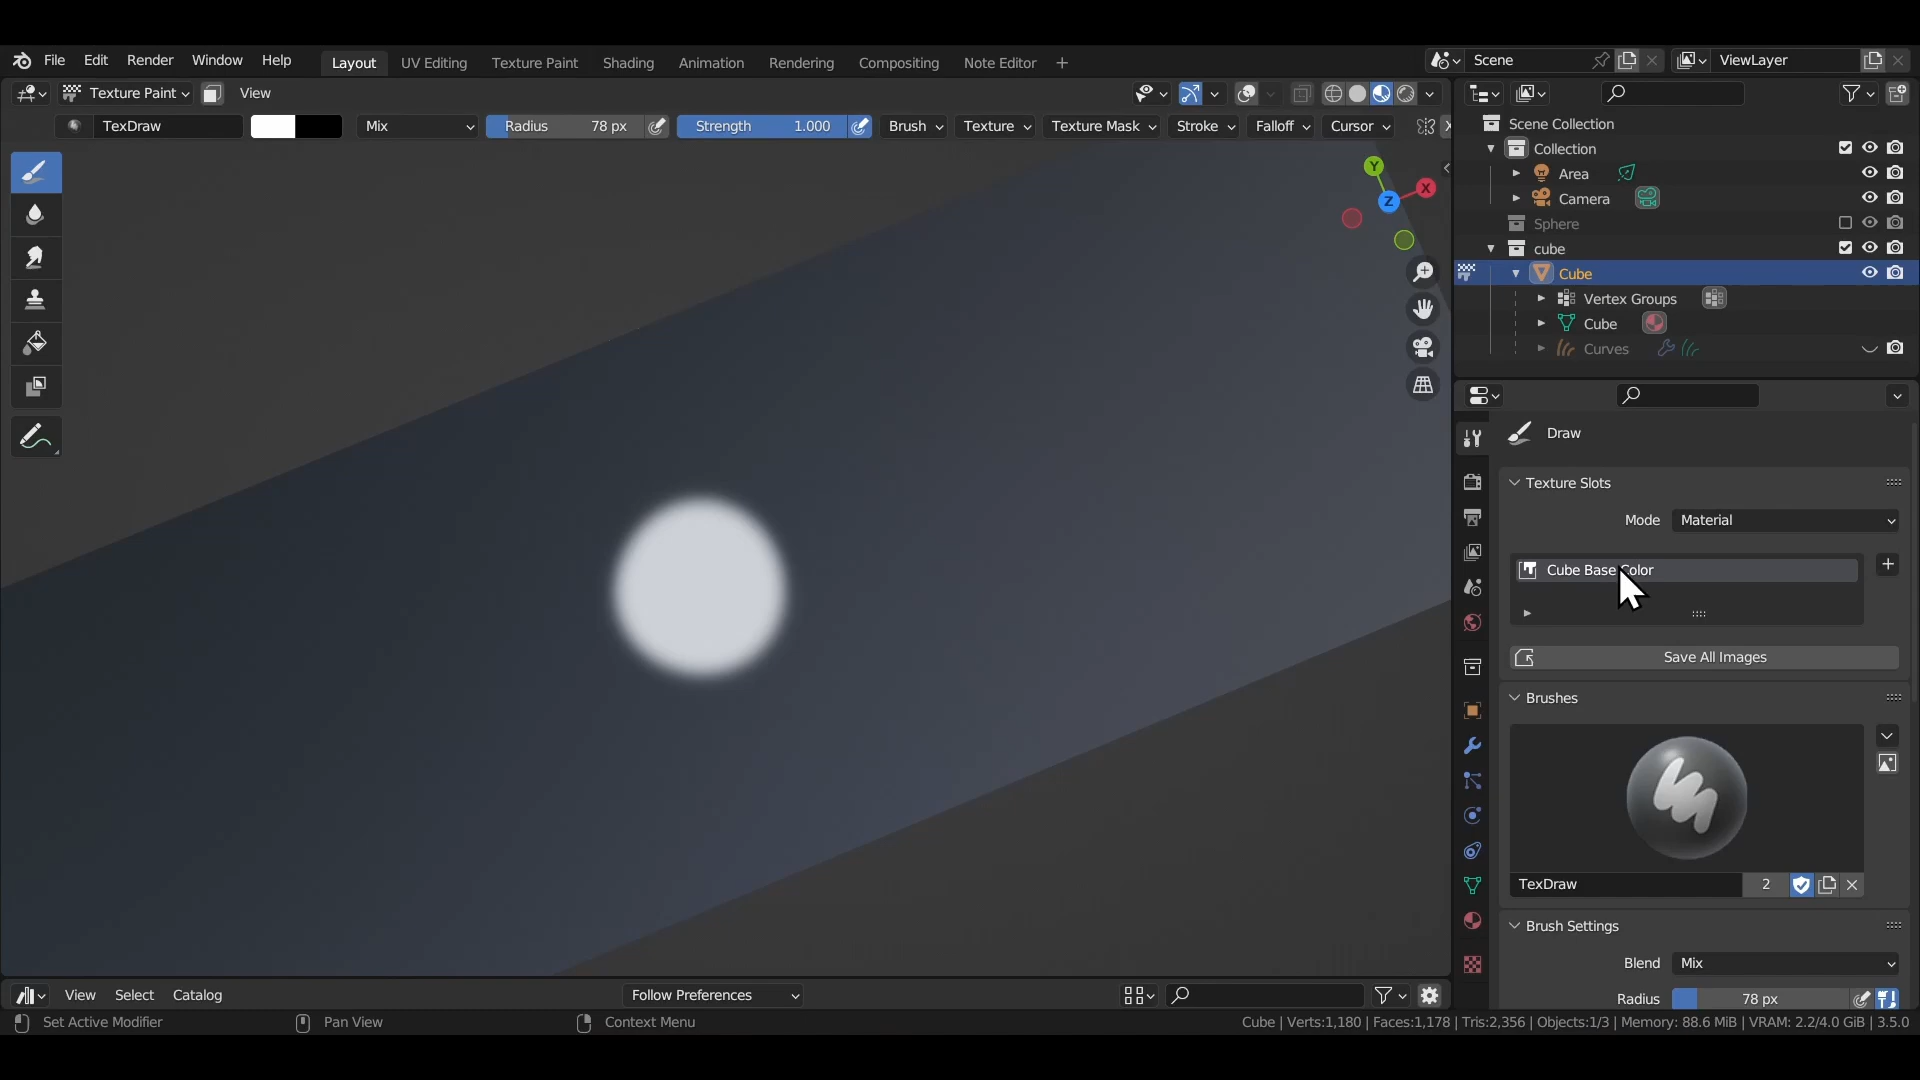 File Edit Render Window Help Layout UV Editing Texture Paint Shading Animation Rendering Compositing Note Editor Scene ViewLayer
Texture Paint View
TexDraw Mix Radius 78 px Strength 1.000 Brush Texture Texture Mask Stroke Falloff Cursor X
Y
X
Z
Scene Collection
Collection
Area
Camera
Sphere
cube
Cube
Vertex Groups
Cube
Curves
Draw
Texture Slots
Mode Material
Cube Base Color
Save All Images
Brushes
TexDraw 2
Brush Settings
Blend Mix
Radius 78 px
View Select Catalog Follow Preferences
Set Active Modifier Pan View Context Menu Cube | Verts:1,180 | Faces:1,178 | Tris:2,356 | Objects:1/3 | Memory: 88.6 MiB | VRAM: 2.2/4.0 GiB | 3.5.0